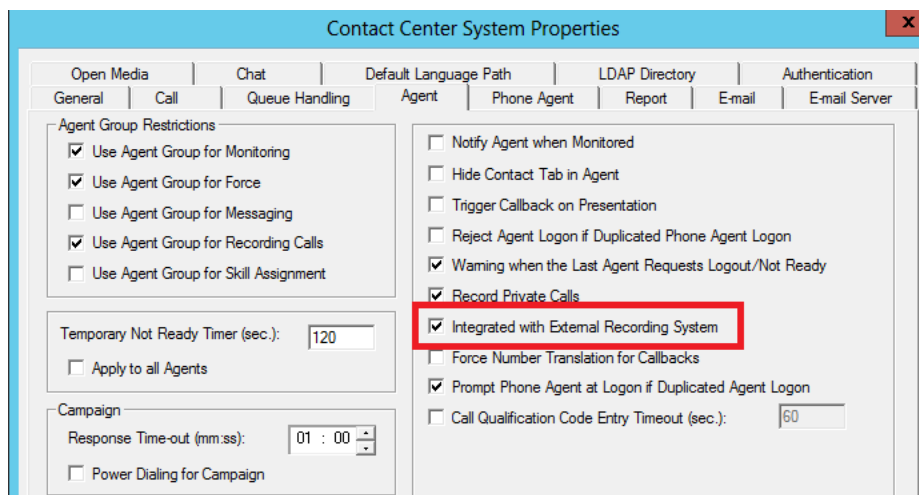 Contact Center System Properties
x
Open Media
Chat
Default Language Path
LDAP Directory
Authentication
General
Call
Queue Handling
Agent
Phone Agent
Report
E-mail
E-mail Server
Agent Group Restrictions
Use Agent Group for Monitoring
Use Agent Group for Force
Use Agent Group for Messaging
Use Agent Group for Recording Calls
Use Agent Group for Skill Assignment
Temporary Not Ready Timer (sec.): 120
Apply to all Agents
Campaign
Response Time-out (mm:ss): 01 : 00
Power Dialing for Campaign
Notify Agent when Monitored
Hide Contact Tab in Agent
Trigger Callback on Presentation
Reject Agent Logon if Duplicated Phone Agent Logon
Warning when the Last Agent Requests Logout/Not Ready
Record Private Calls
Integrated with External Recording System
Force Number Translation for Callbacks
Prompt Phone Agent at Logon if Duplicated Agent Logon
Call Qualification Code Entry Timeout (sec.): 60